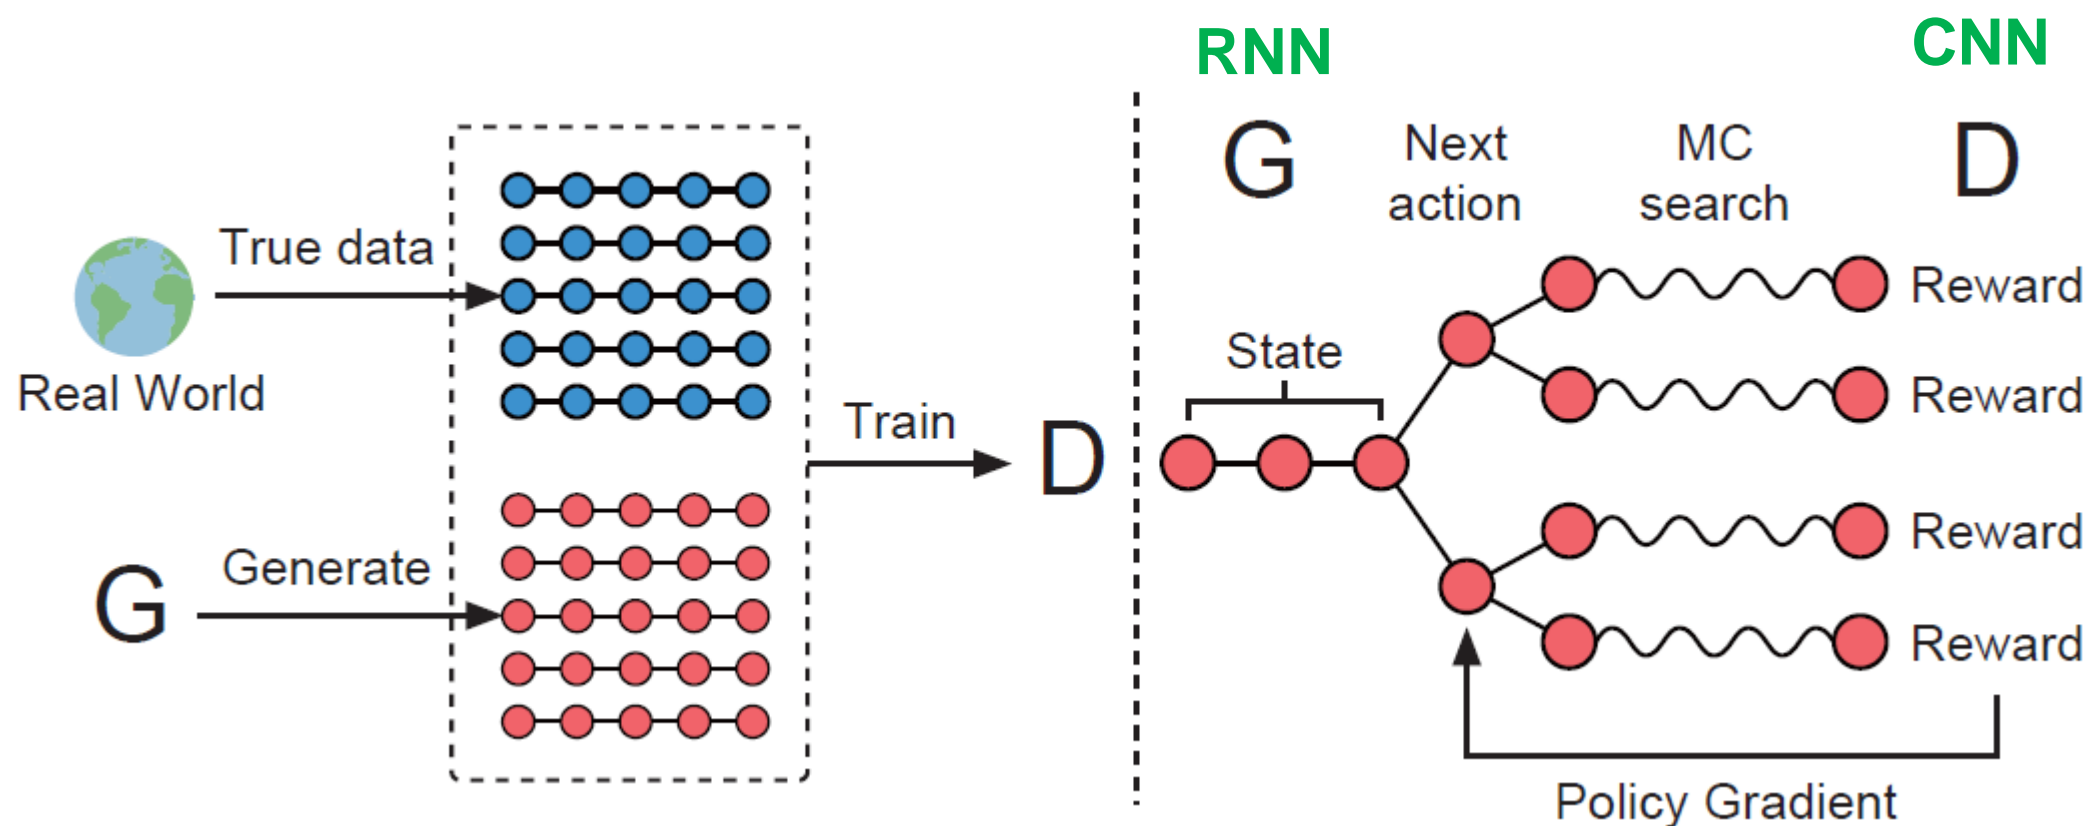 True data
Real World
G
Generate
Train
D
RNN
CNN
G
Next
action
MC
search
D
State
Reward
Reward
Reward
Reward
Policy Gradient